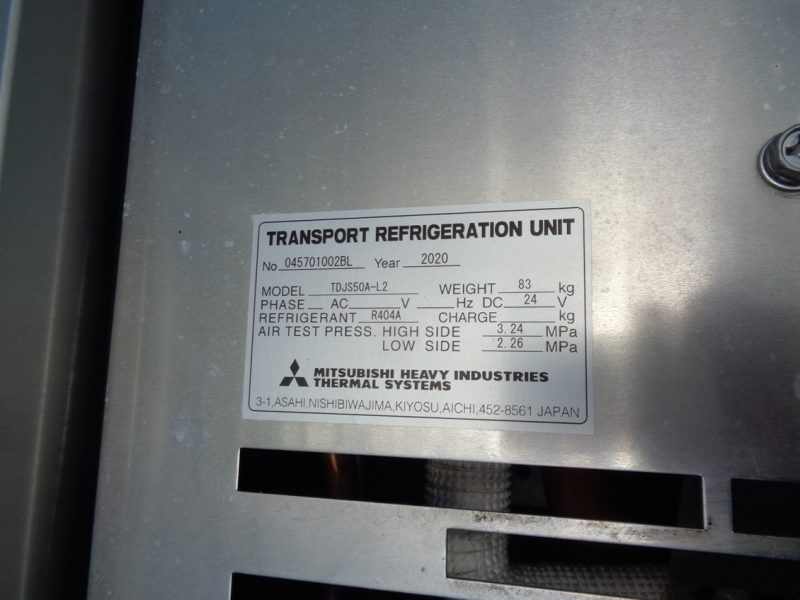 TRANSPORT REFRIGERATION UNIT
No 045701002BL Year 2020
MODEL TDJS50A-L2 WEIGHT 83 kg
PHASE AC V Hz DC 24 V
REFRIGERANT R404A CHARGE kg
AIR TEST PRESS. HIGH SIDE 3.24 MPa
LOW SIDE 2.26 MPa
MITSUBISHI HEAVY INDUSTRIES
THERMAL SYSTEMS
3-1,ASAHI,NISHIBIWAJIMA,KIYOSU,AICHI,452-8561 JAPAN